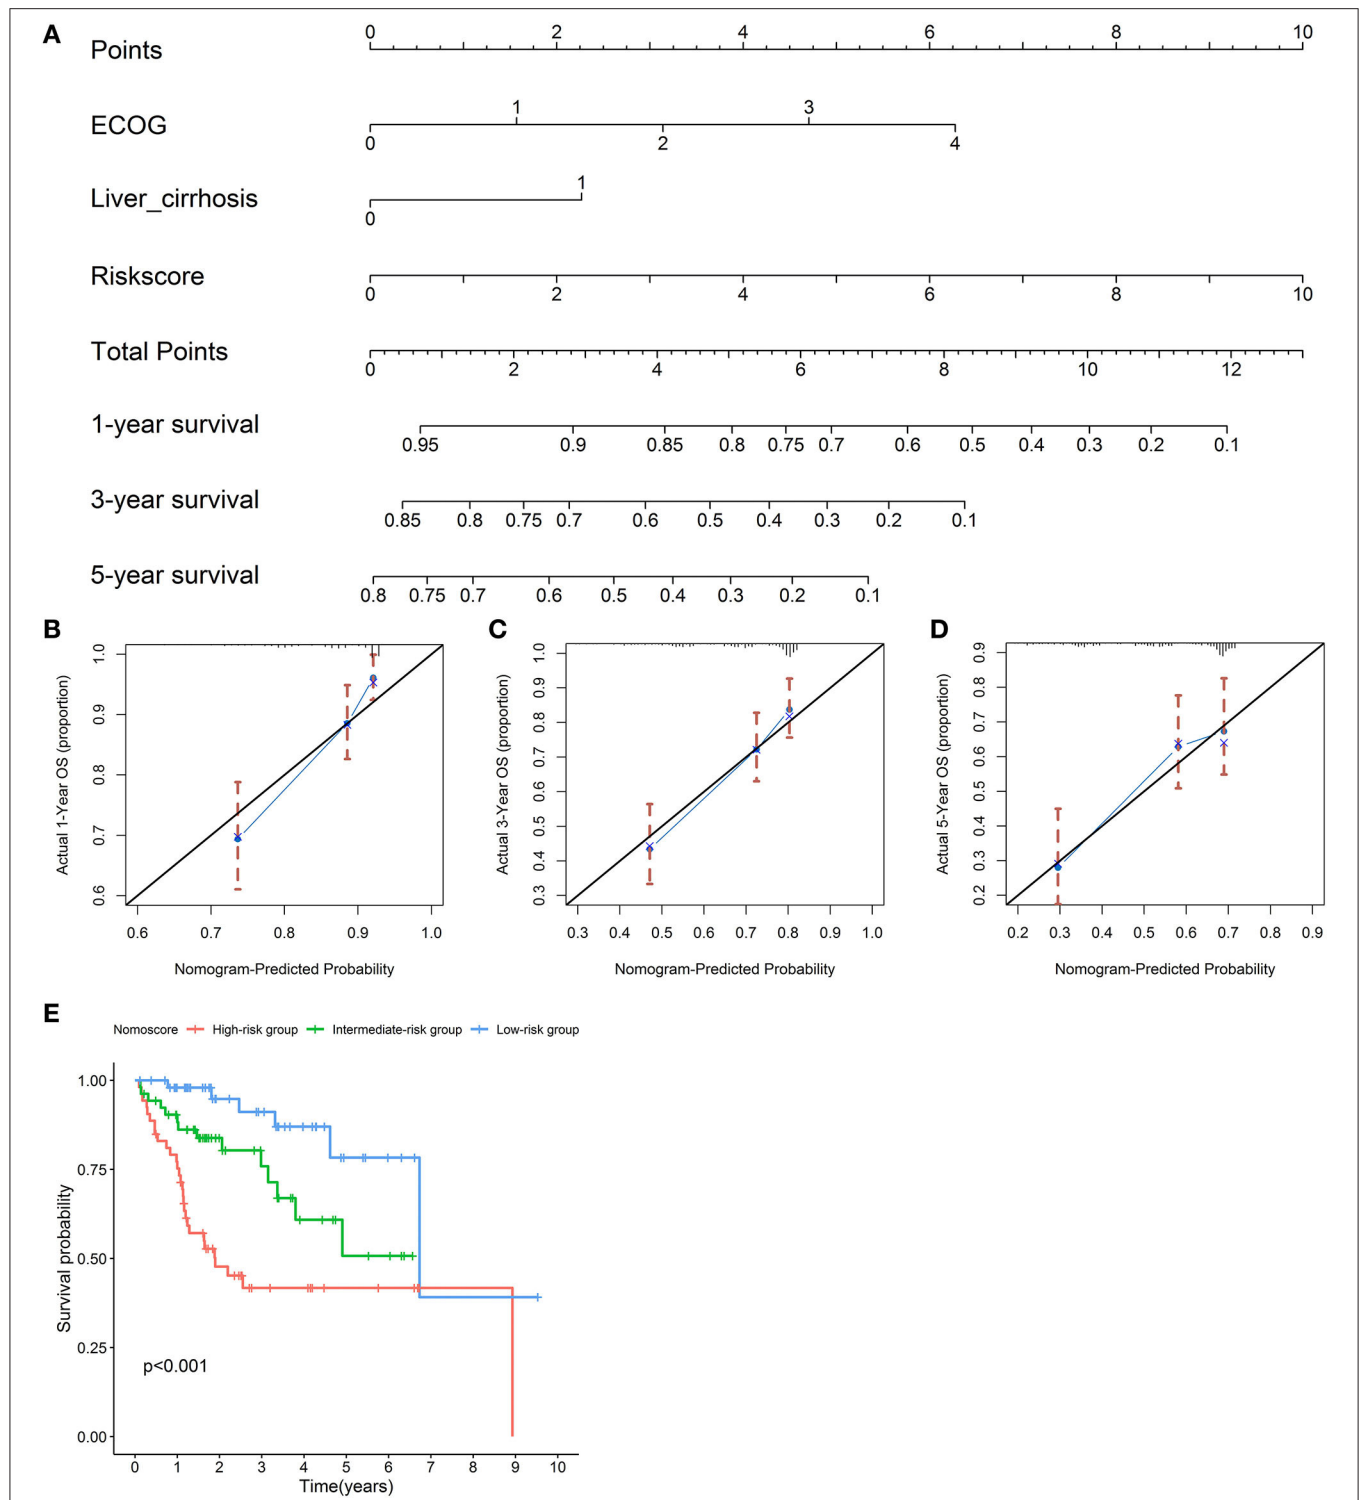 A
Points
0 2 4 6 8 10
ECOG
1 3
0 2 4
Liver_cirrhosis
1
0
Riskscore
0 2 4 6 8 10
Total Points
0 2 4 6 8 10 12
1-year survival
0.95 0.9 0.85 0.8 0.75 0.7 0.6 0.5 0.4 0.3 0.2 0.1
3-year survival
0.85 0.8 0.75 0.7 0.6 0.5 0.4 0.3 0.2 0.1
5-year survival
0.8 0.75 0.7 0.6 0.5 0.4 0.3 0.2 0.1
B
Actual 1-Year OS (proportion)
1.0
0.9
0.8
0.7
0.6
0.6 0.7 0.8 0.9 1.0
Nomogram-Predicted Probability
C
Actual 3-Year OS (proportion)
1.0
0.9
0.8
0.7
0.6
0.5
0.4
0.3
0.3 0.4 0.5 0.6 0.7 0.8 0.9 1.0
Nomogram-Predicted Probability
D
Actual 5-Year OS (proportion)
0.9
0.8
0.7
0.6
0.5
0.4
0.3
0.2
0.2 0.3 0.4 0.5 0.6 0.7 0.8 0.9
Nomogram-Predicted Probability
E
Nomoscore High-risk group Intermediate-risk group Low-risk group
Survival probability
1.00
0.75
0.50
0.25
0.00
p<0.001
0 1 2 3 4 5 6 7 8 9 10
Time(years)